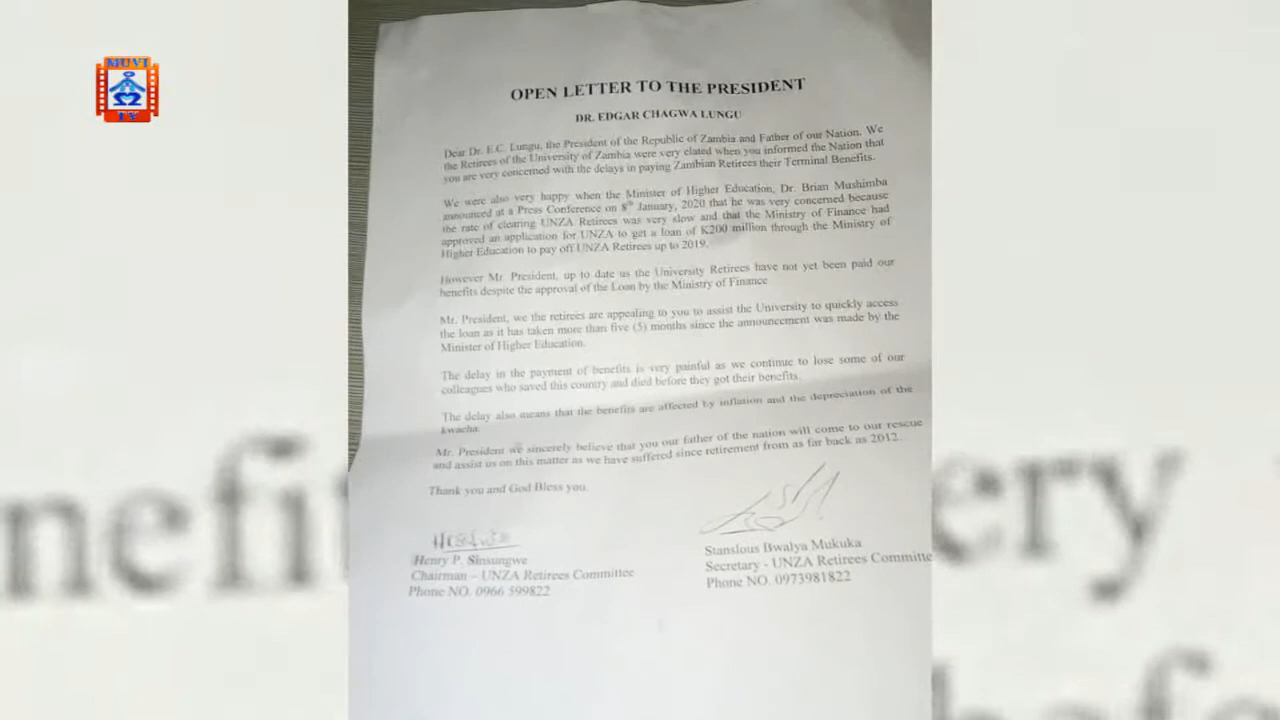 MUVI
TV
OPEN LETTER TO THE PRESIDENT
DR. EDGAR CHAGWA LUNGU
Dear Dr. E.C. Lungu, the President of the Republic of Zambia and Father of our Nation. We
the Retirees of the University of Zambia were very elated when you informed the Nation that
you are very concerned with the delays in paying Zambian Retirees their Terminal Benefits.
We were also very happy when the Minister of Higher Education, Dr. Brian Mushimba
announced at a Press Conference on 8th January, 2020 that he was very concerned because
the rate of clearing UNZA Retirees was very slow and that the Ministry of Finance had
approved an application for UNZA to get a loan of K200 million through the Ministry of
Higher Education to pay off UNZA Retirees up to 2019.
However Mr. President, up to date us the University Retirees have not yet been paid our
benefits despite the approval of the Loan by the Ministry of Finance
Mr. President, we the retirees are appealing to you to assist the University to quickly access
the loan as it has taken more than five (5) months since the announcement was made by the
Minister of Higher Education.
The delay in the payment of benefits is very painful as we continue to lose some of our
colleagues who saved this country and died before they got their benefits.
The delay also means that the benefits are affected by inflation and the depreciation of the
kwacha.
Mr. President we sincerely believe that you our father of the nation will come to our rescue
and assist us on this matter as we have suffered since retirement from as far back as 2012.
Thank you and God Bless you.
Henry P. Sinsungwe
Chairman – UNZA Retirees Committee
Phone NO. 0966 599822
Stanslous Bwalya Mukuka
Secretary - UNZA Retirees Committe
Phone NO. 0973981822
nefi
ery